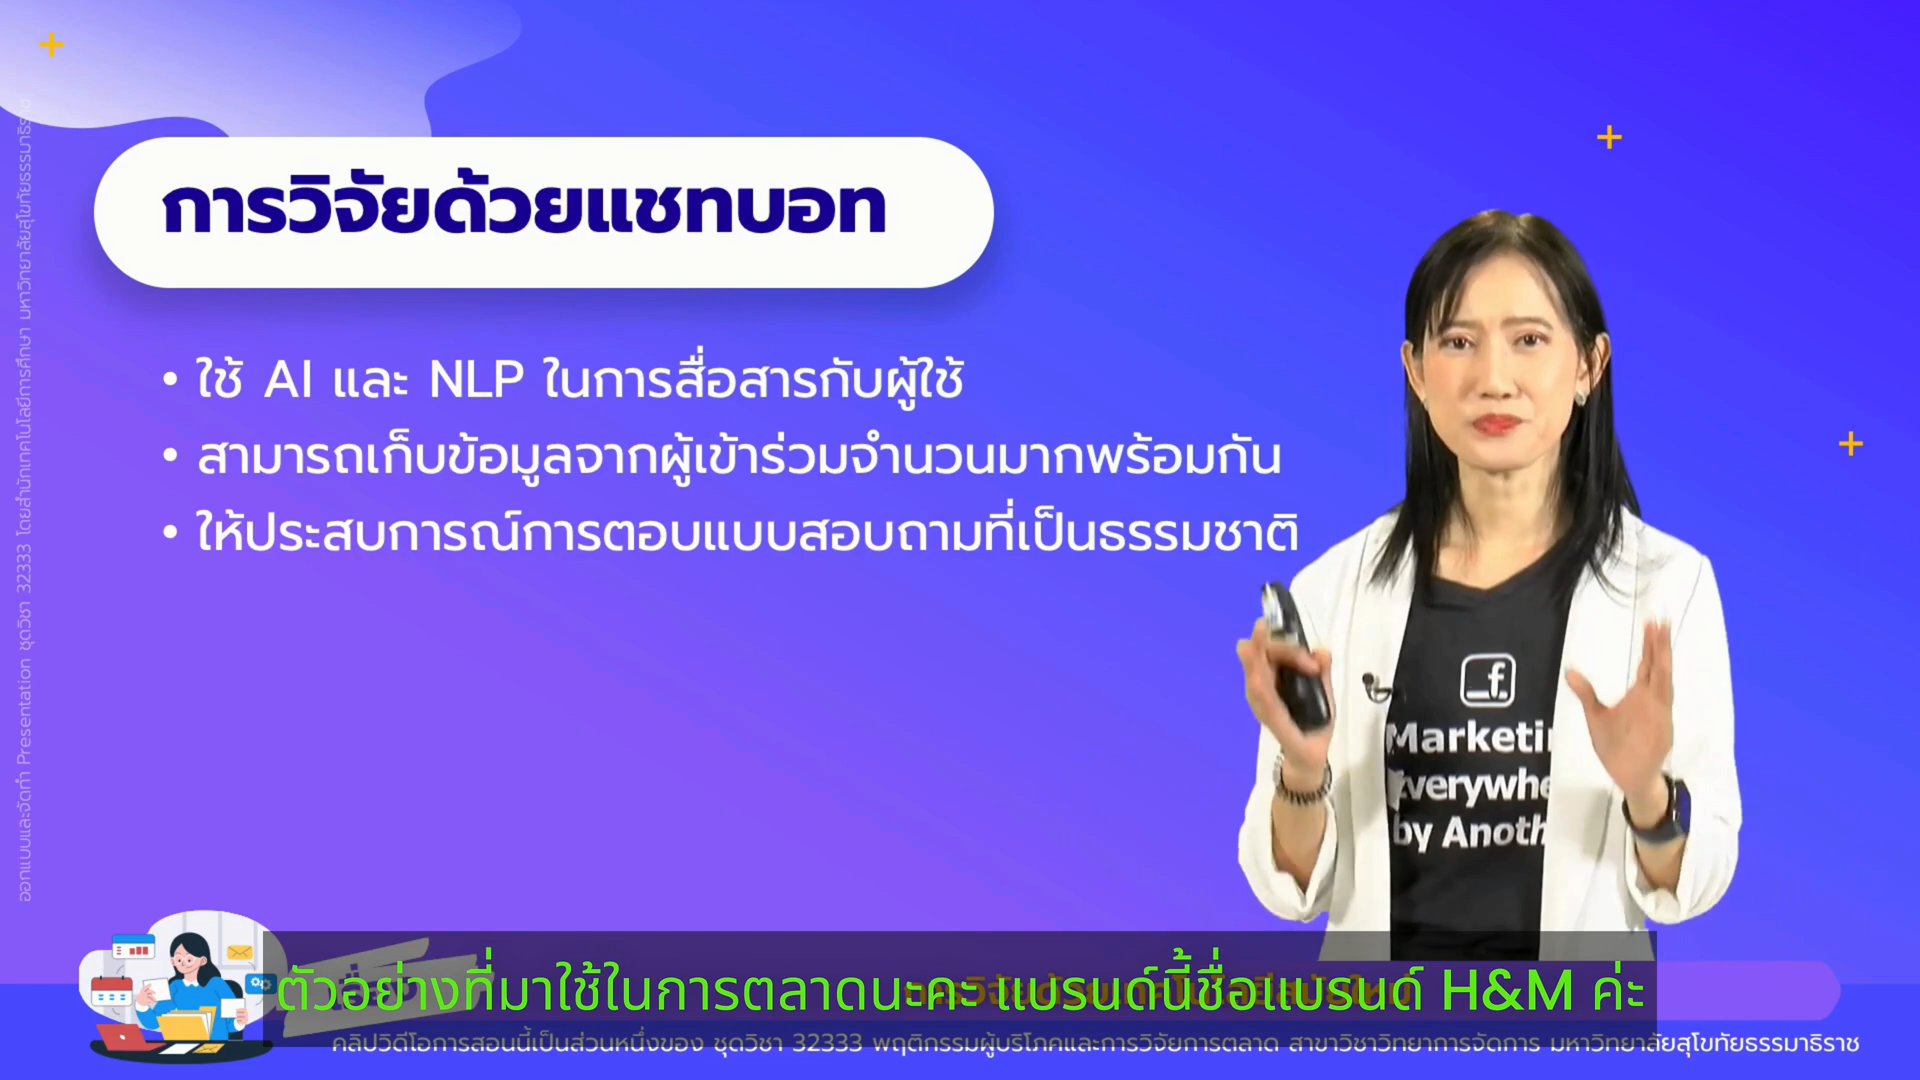 การวิจัยด้วยแชทบอท
• ใช้ AI และ NLP ในการสื่อสารกับผู้ใช้
• สามารถเก็บข้อมูลจากผู้เข้าร่วมจำนวนมากพร้อมกัน
• ให้ประสบการณ์การตอบแบบสอบถามที่เป็นธรรมชาติ
f
Marketi
Everywhe
by Anoth
ตัวอย่างที่มาใช้ในการตลาดนะคะ แบรนด์นี้ชื่อแบรนด์ H&M ค่ะ
คลิปวิดีโอการสอนนี้เป็นส่วนหนึ่งของ ชุดวิชา 32333 พฤติกรรมผู้บริโภคและการวิจัยการตลาด สาขาวิชาวิทยาการจัดการ มหาวิทยาลัยสุโขทัยธรรมาธิราช
ออกแบบและจัดทำ Presentation ชุดวิชา 32333 โดยสำนักเทคโนโลยีการศึกษา มหาวิทยาลัยสุโขทัยธรรมาธิราช